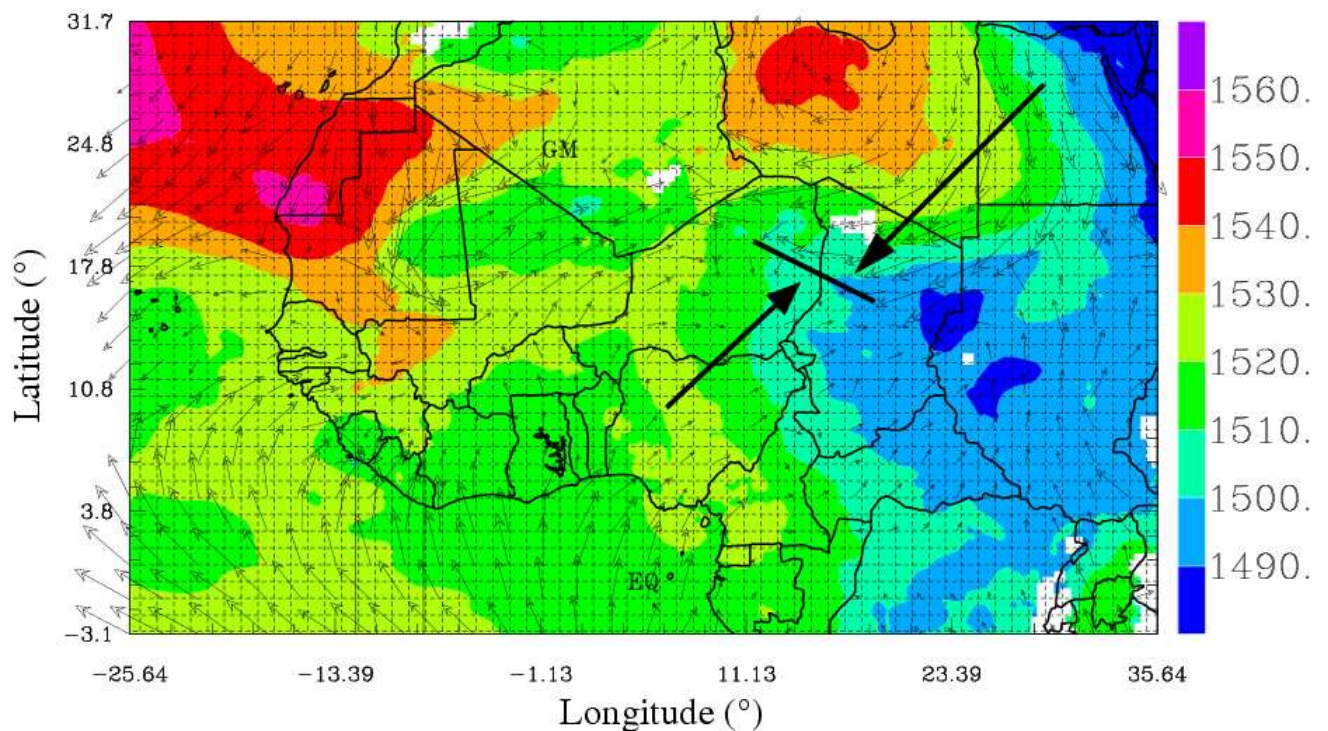 31.7
24.8
17.8
10.8
3.8
−3.1
Latitude (°)
GM
EQ
−25.64 −13.39 −1.13 11.13 23.39 35.64
Longitude (°)
1560.
1550.
1540.
1530.
1520.
1510.
1500.
1490.